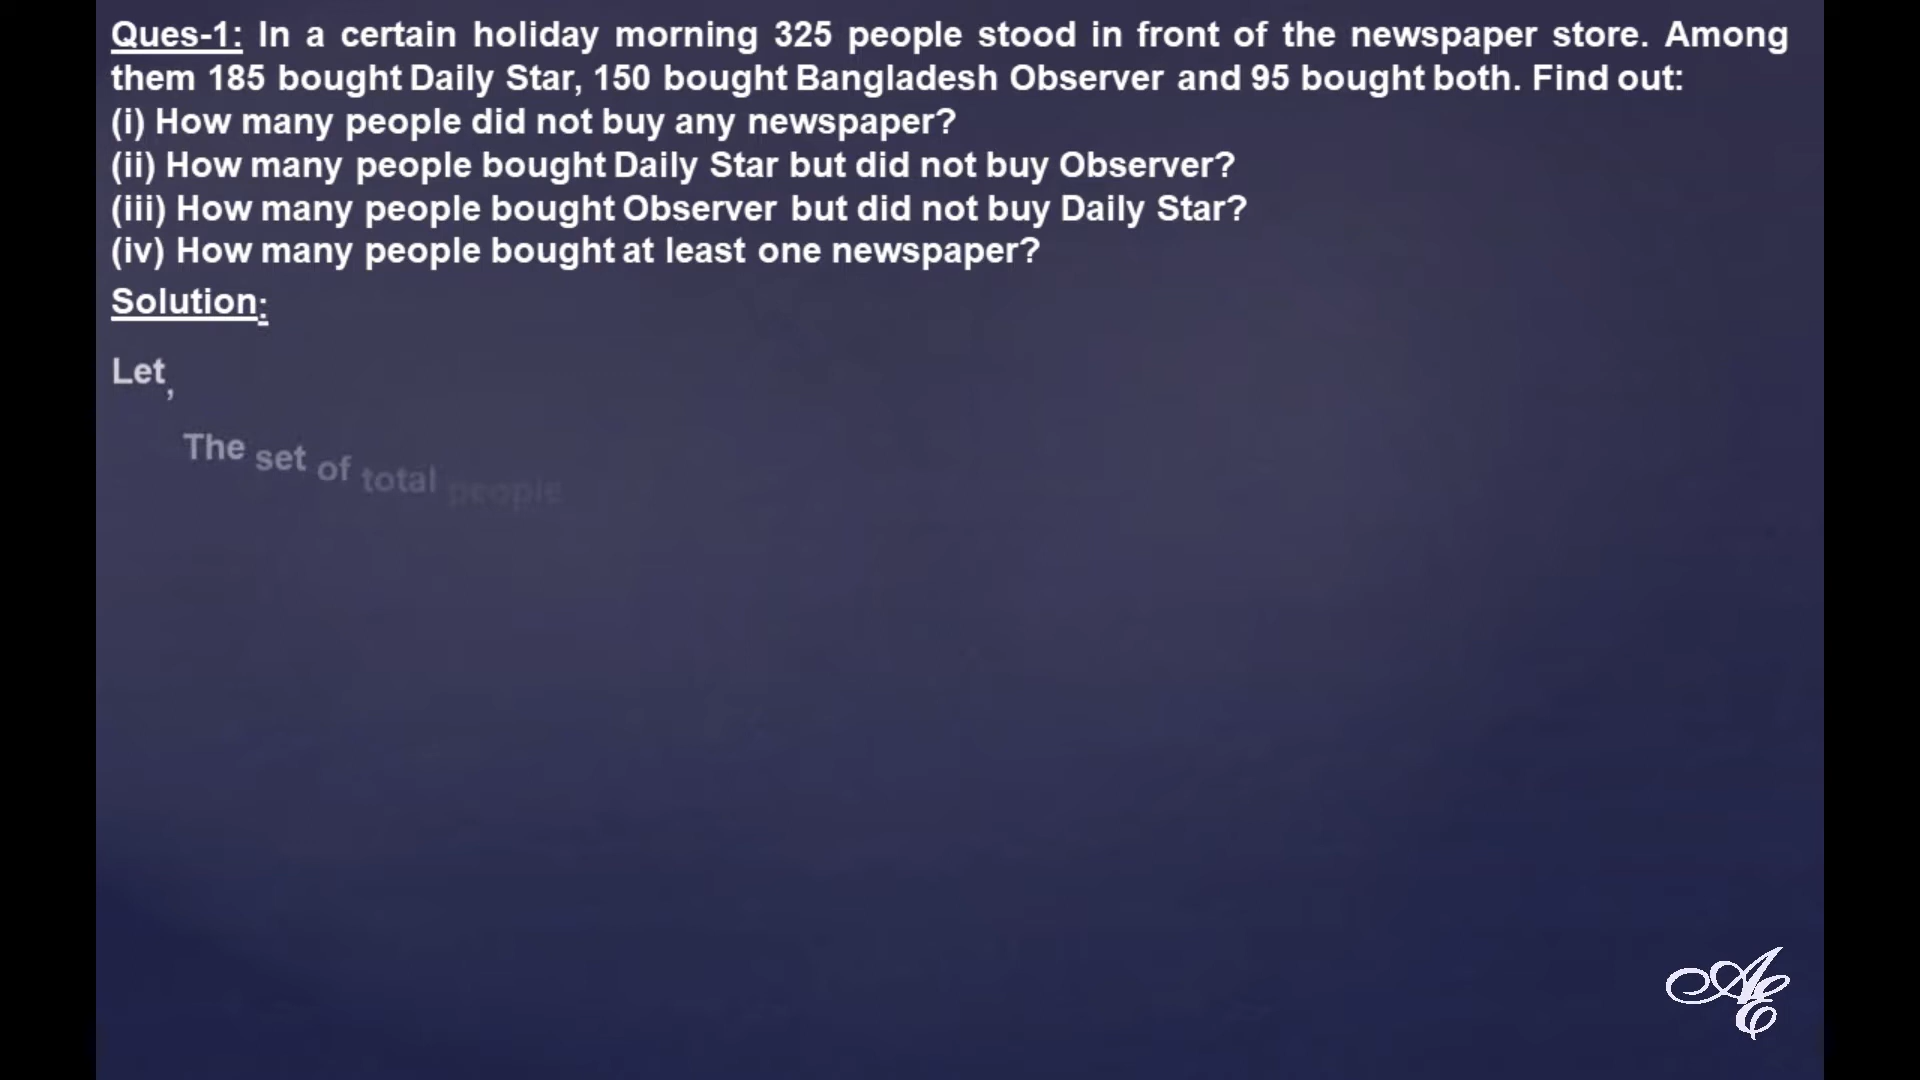 Ques-1: In a certain holiday morning 325 people stood in front of the newspaper store. Among
them 185 bought Daily Star, 150 bought Bangladesh Observer and 95 bought both. Find out:
(i) How many people did not buy any newspaper?
(ii) How many people bought Daily Star but did not buy Observer?
(iii) How many people bought Observer but did not buy Daily Star?
(iv) How many people bought at least one newspaper?
Solution:
Let,
The set of total people